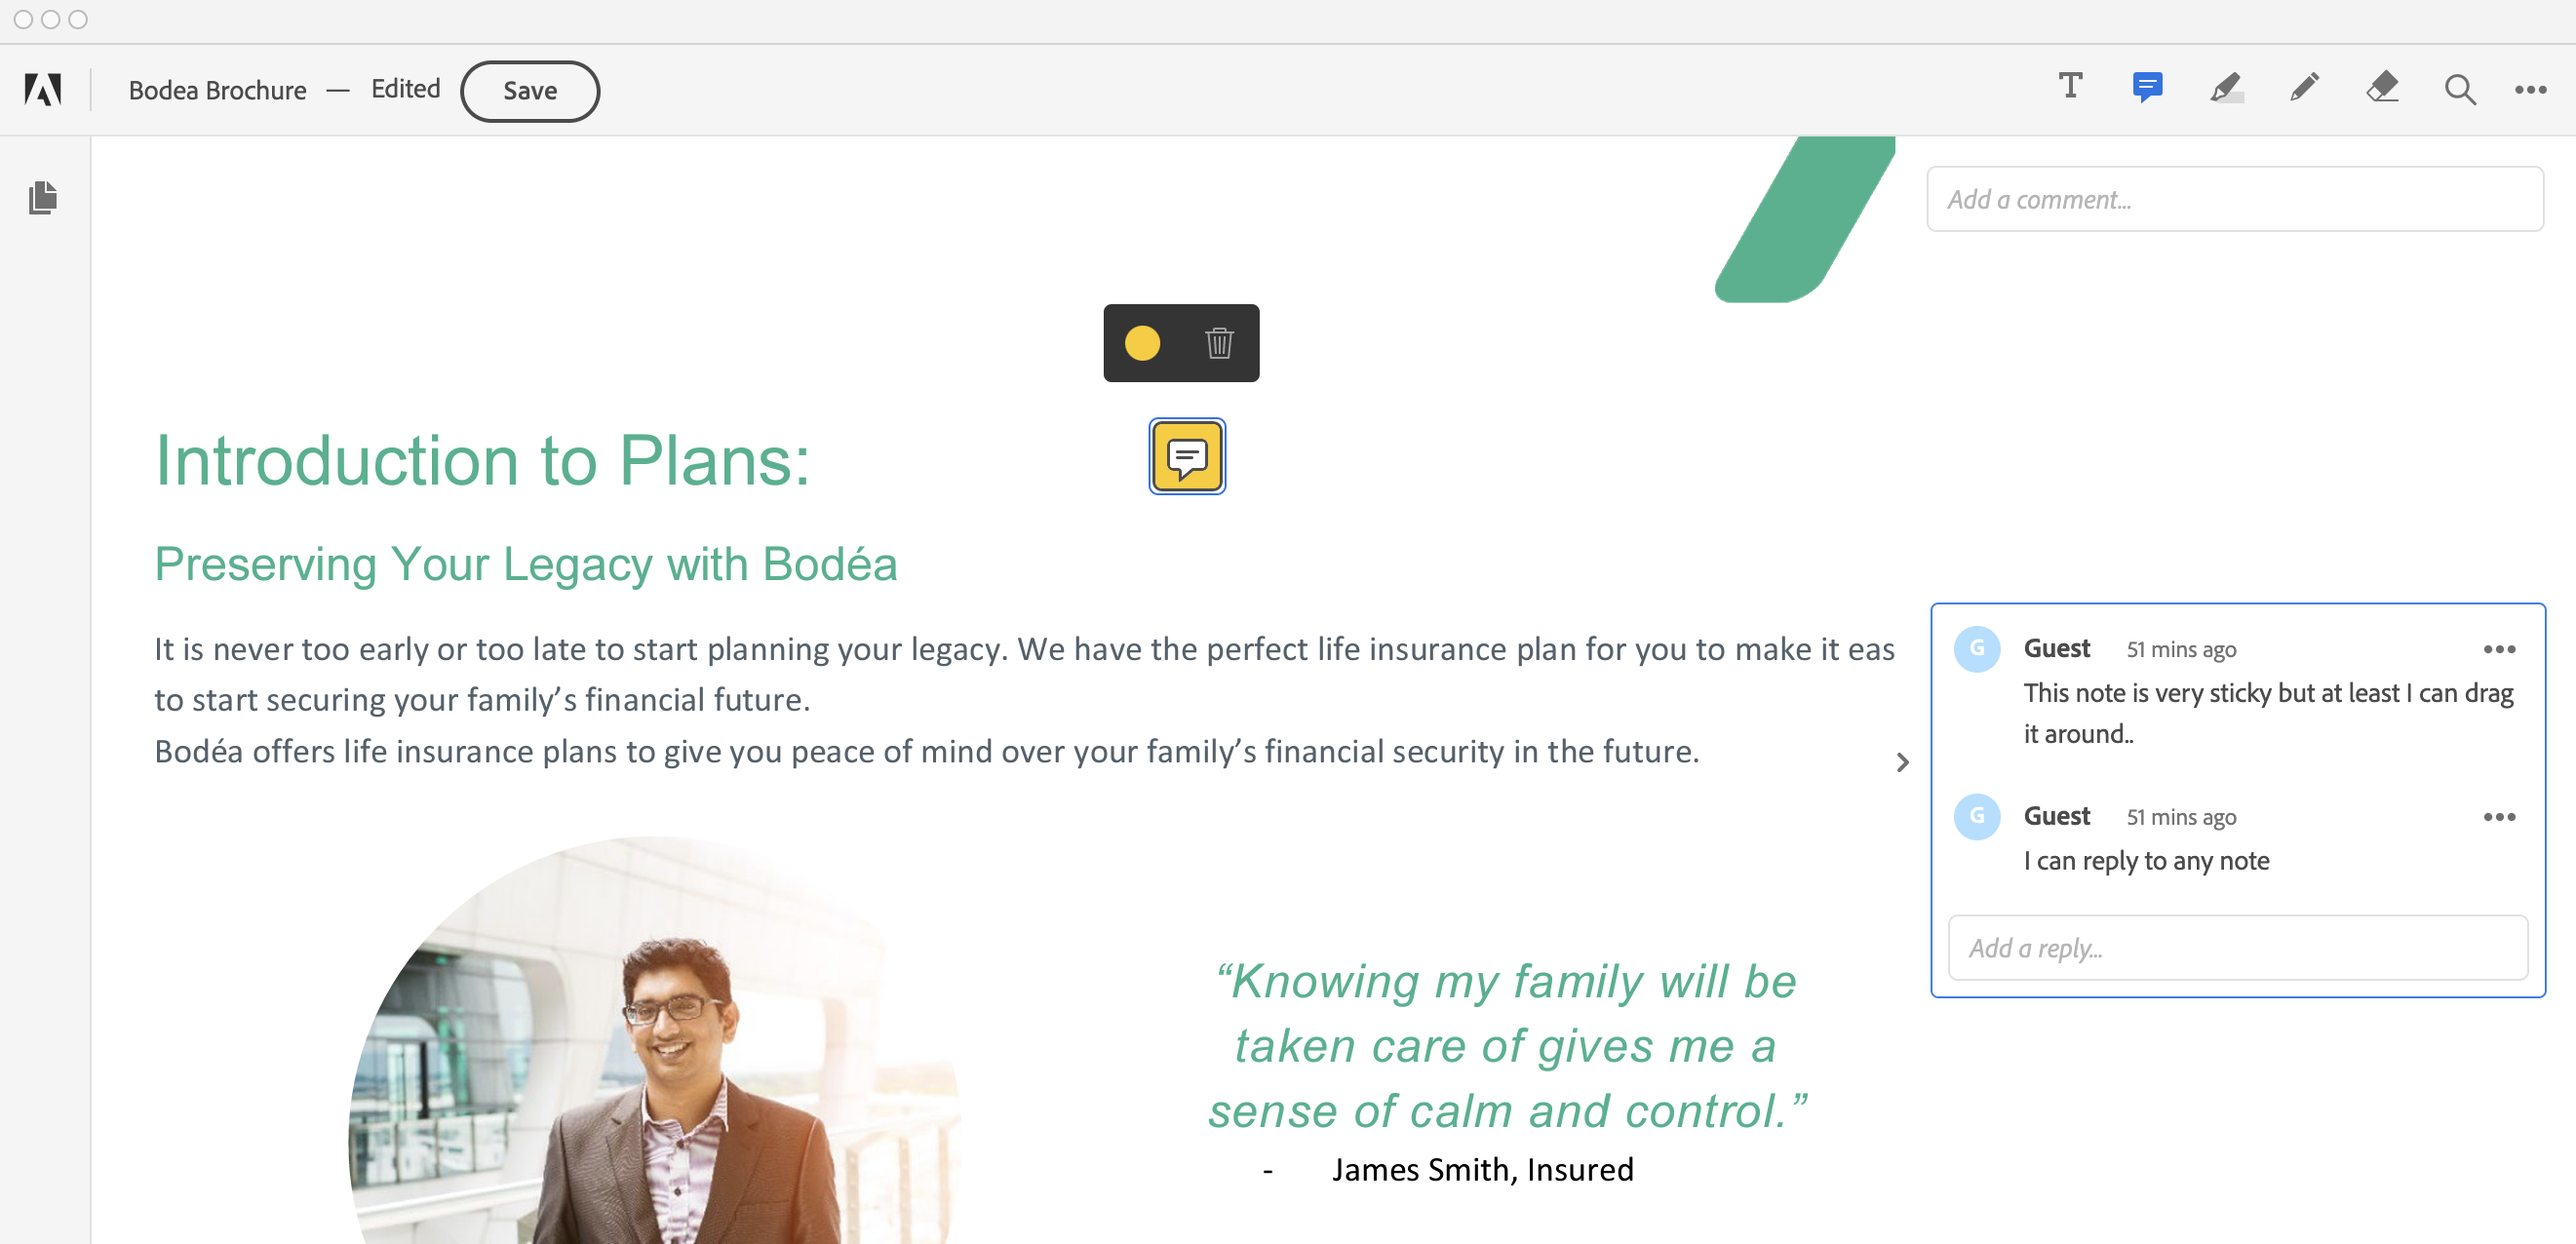 Bodea Brochure — Edited Save
Add a comment...
Introduction to Plans:
Preserving Your Legacy with Bodéa
It is never too early or too late to start planning your legacy. We have the perfect life insurance plan for you to make it eas
to start securing your family’s financial future.
Bodéa offers life insurance plans to give you peace of mind over your family’s financial security in the future.
“Knowing my family will be
taken care of gives me a
sense of calm and control.”
- James Smith, Insured
G Guest 51 mins ago
This note is very sticky but at least I can drag
it around..
G Guest 51 mins ago
I can reply to any note
Add a reply...